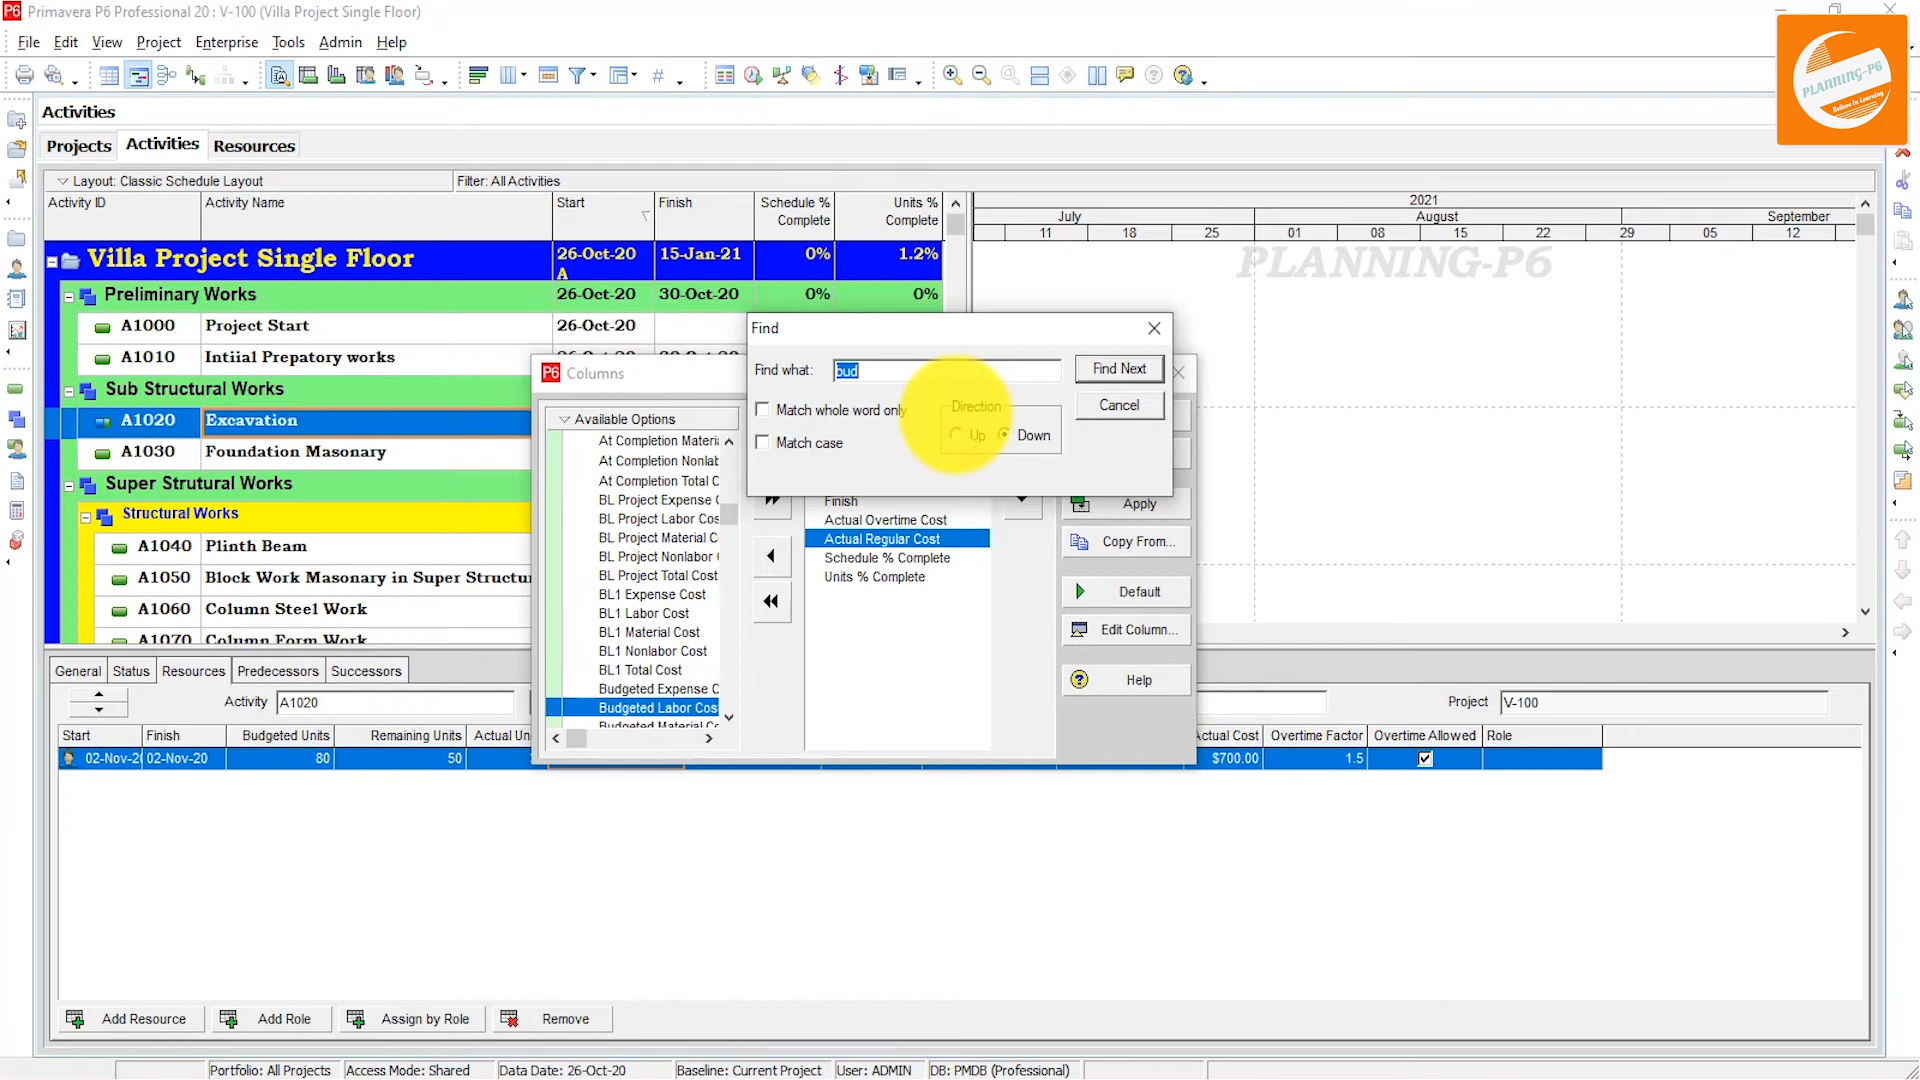 Primavera P6 Professional 20 : V-100 (Villa Project Single Floor)
File Edit View Project Enterprise Tools Admin Help
PLANNING-P6
Believe In Learning
Activities
Projects Activities Resources
Layout: Classic Schedule Layout Filter: All Activities
Activity ID Activity Name Start Finish Schedule % Complete Units % Complete
2021
July August September
11 18 25 01 08 15 22 29 05 12
Villa Project Single Floor 26-Oct-20 A 15-Jan-21 0% 1.2%
PLANNING-P6
Preliminary Works 26-Oct-20 30-Oct-20 0% 0%
A1000 Project Start 26-Oct-20
A1010 Intiial Prepatory works
Sub Structural Works
A1020 Excavation
A1030 Foundation Masonary
Super Strutural Works
Structural Works
A1040 Plinth Beam
A1050 Block Work Masonary in Super Structu
A1060 Column Steel Work
A1070 Column Form Work
P6 Columns
Available Options
At Completion Materi
At Completion Nonlab
At Completion Total C
BL Project Expense C
BL Project Labor Cos
BL Project Material C
BL Project Nonlabor
BL Project Total Cost
BL1 Expense Cost
BL1 Labor Cost
BL1 Material Cost
BL1 Nonlabor Cost
BL1 Total Cost
Budgeted Expense C
Budgeted Labor Cos
Budgeted Material Co
Finish
Actual Overtime Cost
Actual Regular Cost
Schedule % Complete
Units % Complete
Apply
Copy From...
Default
Edit Column...
Help
Find
Find what: bud
Find Next
Cancel
Match whole word only
Match case
Direction
Up Down
General Status Resources Predecessors Successors
Activity A1020 Project V-100
Start Finish Budgeted Units Remaining Units Actual Un Actual Cost Overtime Factor Overtime Allowed Role
02-Nov-2 02-Nov-20 80 50 $700.00 1.5
Add Resource Add Role Assign by Role Remove
Portfolio: All Projects Access Mode: Shared Data Date: 26-Oct-20 Baseline: Current Project User: ADMIN DB: PMDB (Professional)